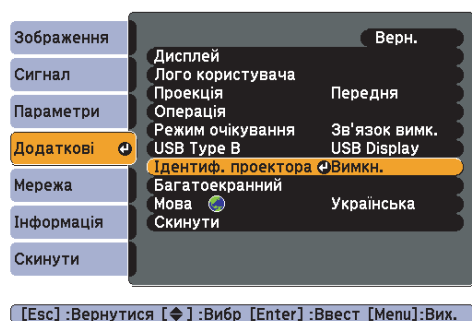 Зображення
Сигнал
Параметри
Додаткові
Мережа
Інформація
Скинути
Верн.
Дисплей
Лого користувача
Проекція Передня
Операція
Режим очікування Зв'язок вимк.
USB Type B USB Display
Ідентиф. проектора Вимкн.
Багатоекранний
Мова Українська
Скинути
[Esc] :Вернутися [ ] :Вибр [Enter] :Ввест [Menu]:Вих.